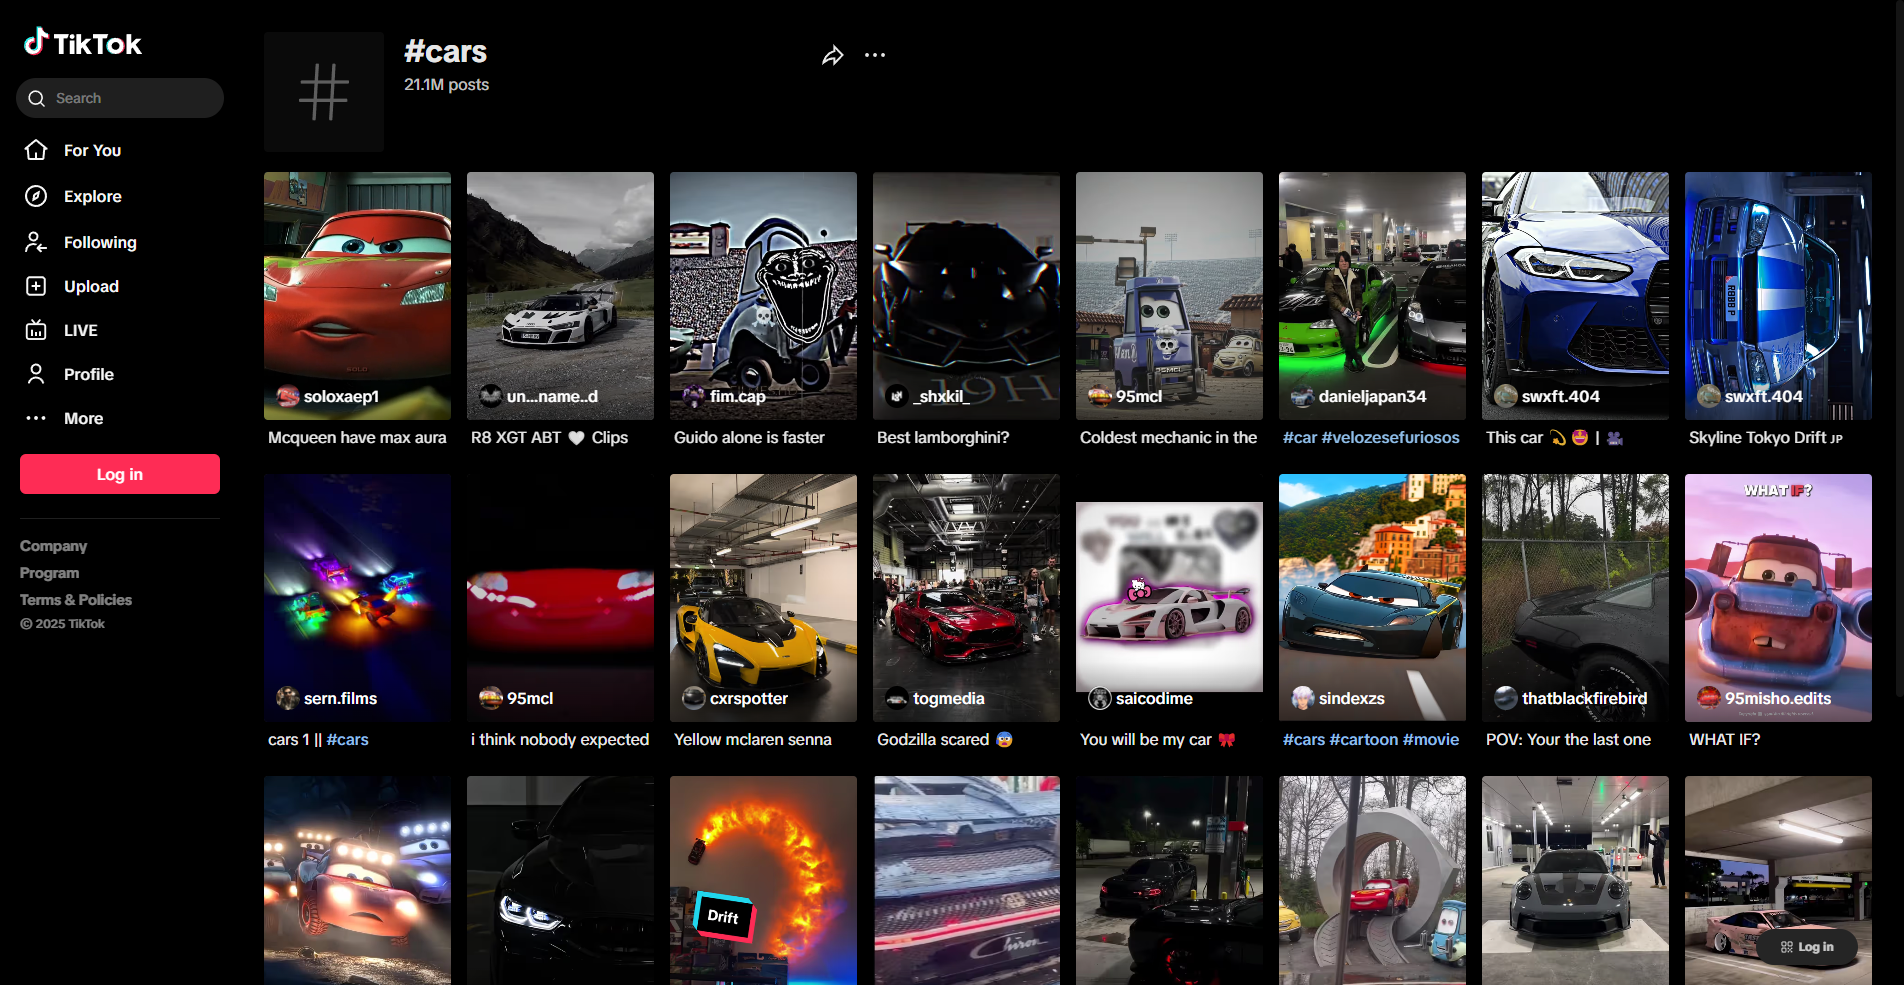 TikTok
#cars
21.1M posts
Search
For You
Explore
Following
Upload
LIVE
Profile
More
Log in
Company
Program
Terms & Policies
© 2025 TikTok
soloxaep1
un...name..d
fim.cap
_shxkil_
95mcl
danieljapan34
swxft.404
swxft.404
Mcqueen have max aura
R8 XGT ABT 🤍 Clips
Guido alone is faster
Best lamborghini?
Coldest mechanic in the
#car #velozesefuriosos
This car 💫 🤩 | 🎥
Skyline Tokyo Drift 🇯🇵
WHAT IF?
sern.films
95mcl
cxrspotter
togmedia
saicodime
sindexzs
thatblackfirebird
95misho.edits
cars 1 || #cars
i think nobody expected
Yellow mclaren senna
Godzilla scared 😨
You will be my car 🎀
#cars #cartoon #movie
POV: Your the last one
WHAT IF?
Drift
Chiron
Log in